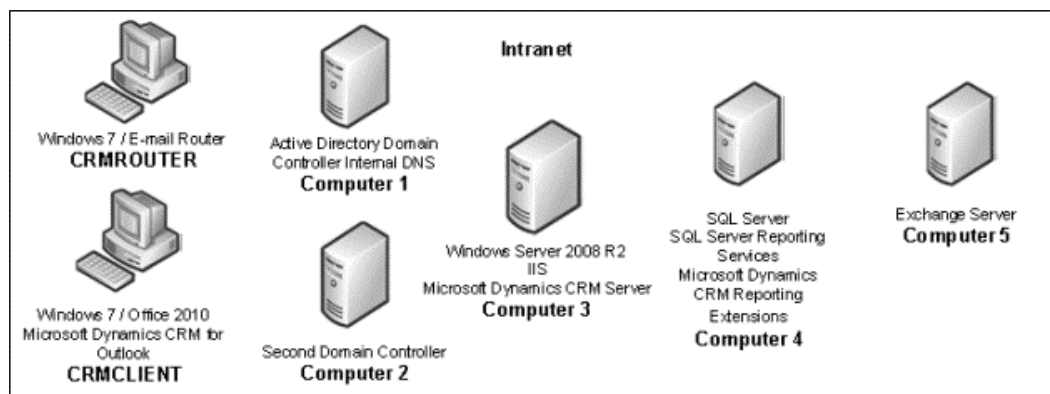 Intranet
Windows 7 / E-mail Router
CRMROUTER
Active Directory Domain
Controller Internal DNS
Computer 1
Windows 7 / Office 2010
Microsoft Dynamics CRM for
Outlook
CRMCLIENT
Second Domain Controller
Computer 2
Windows Server 2008 R2
IIS
Microsoft Dynamics CRM Server
Computer 3
SQL Server
SQL Server Reporting
Services
Microsoft Dynamics
CRM Reporting
Extensions
Computer 4
Exchange Server
Computer 5